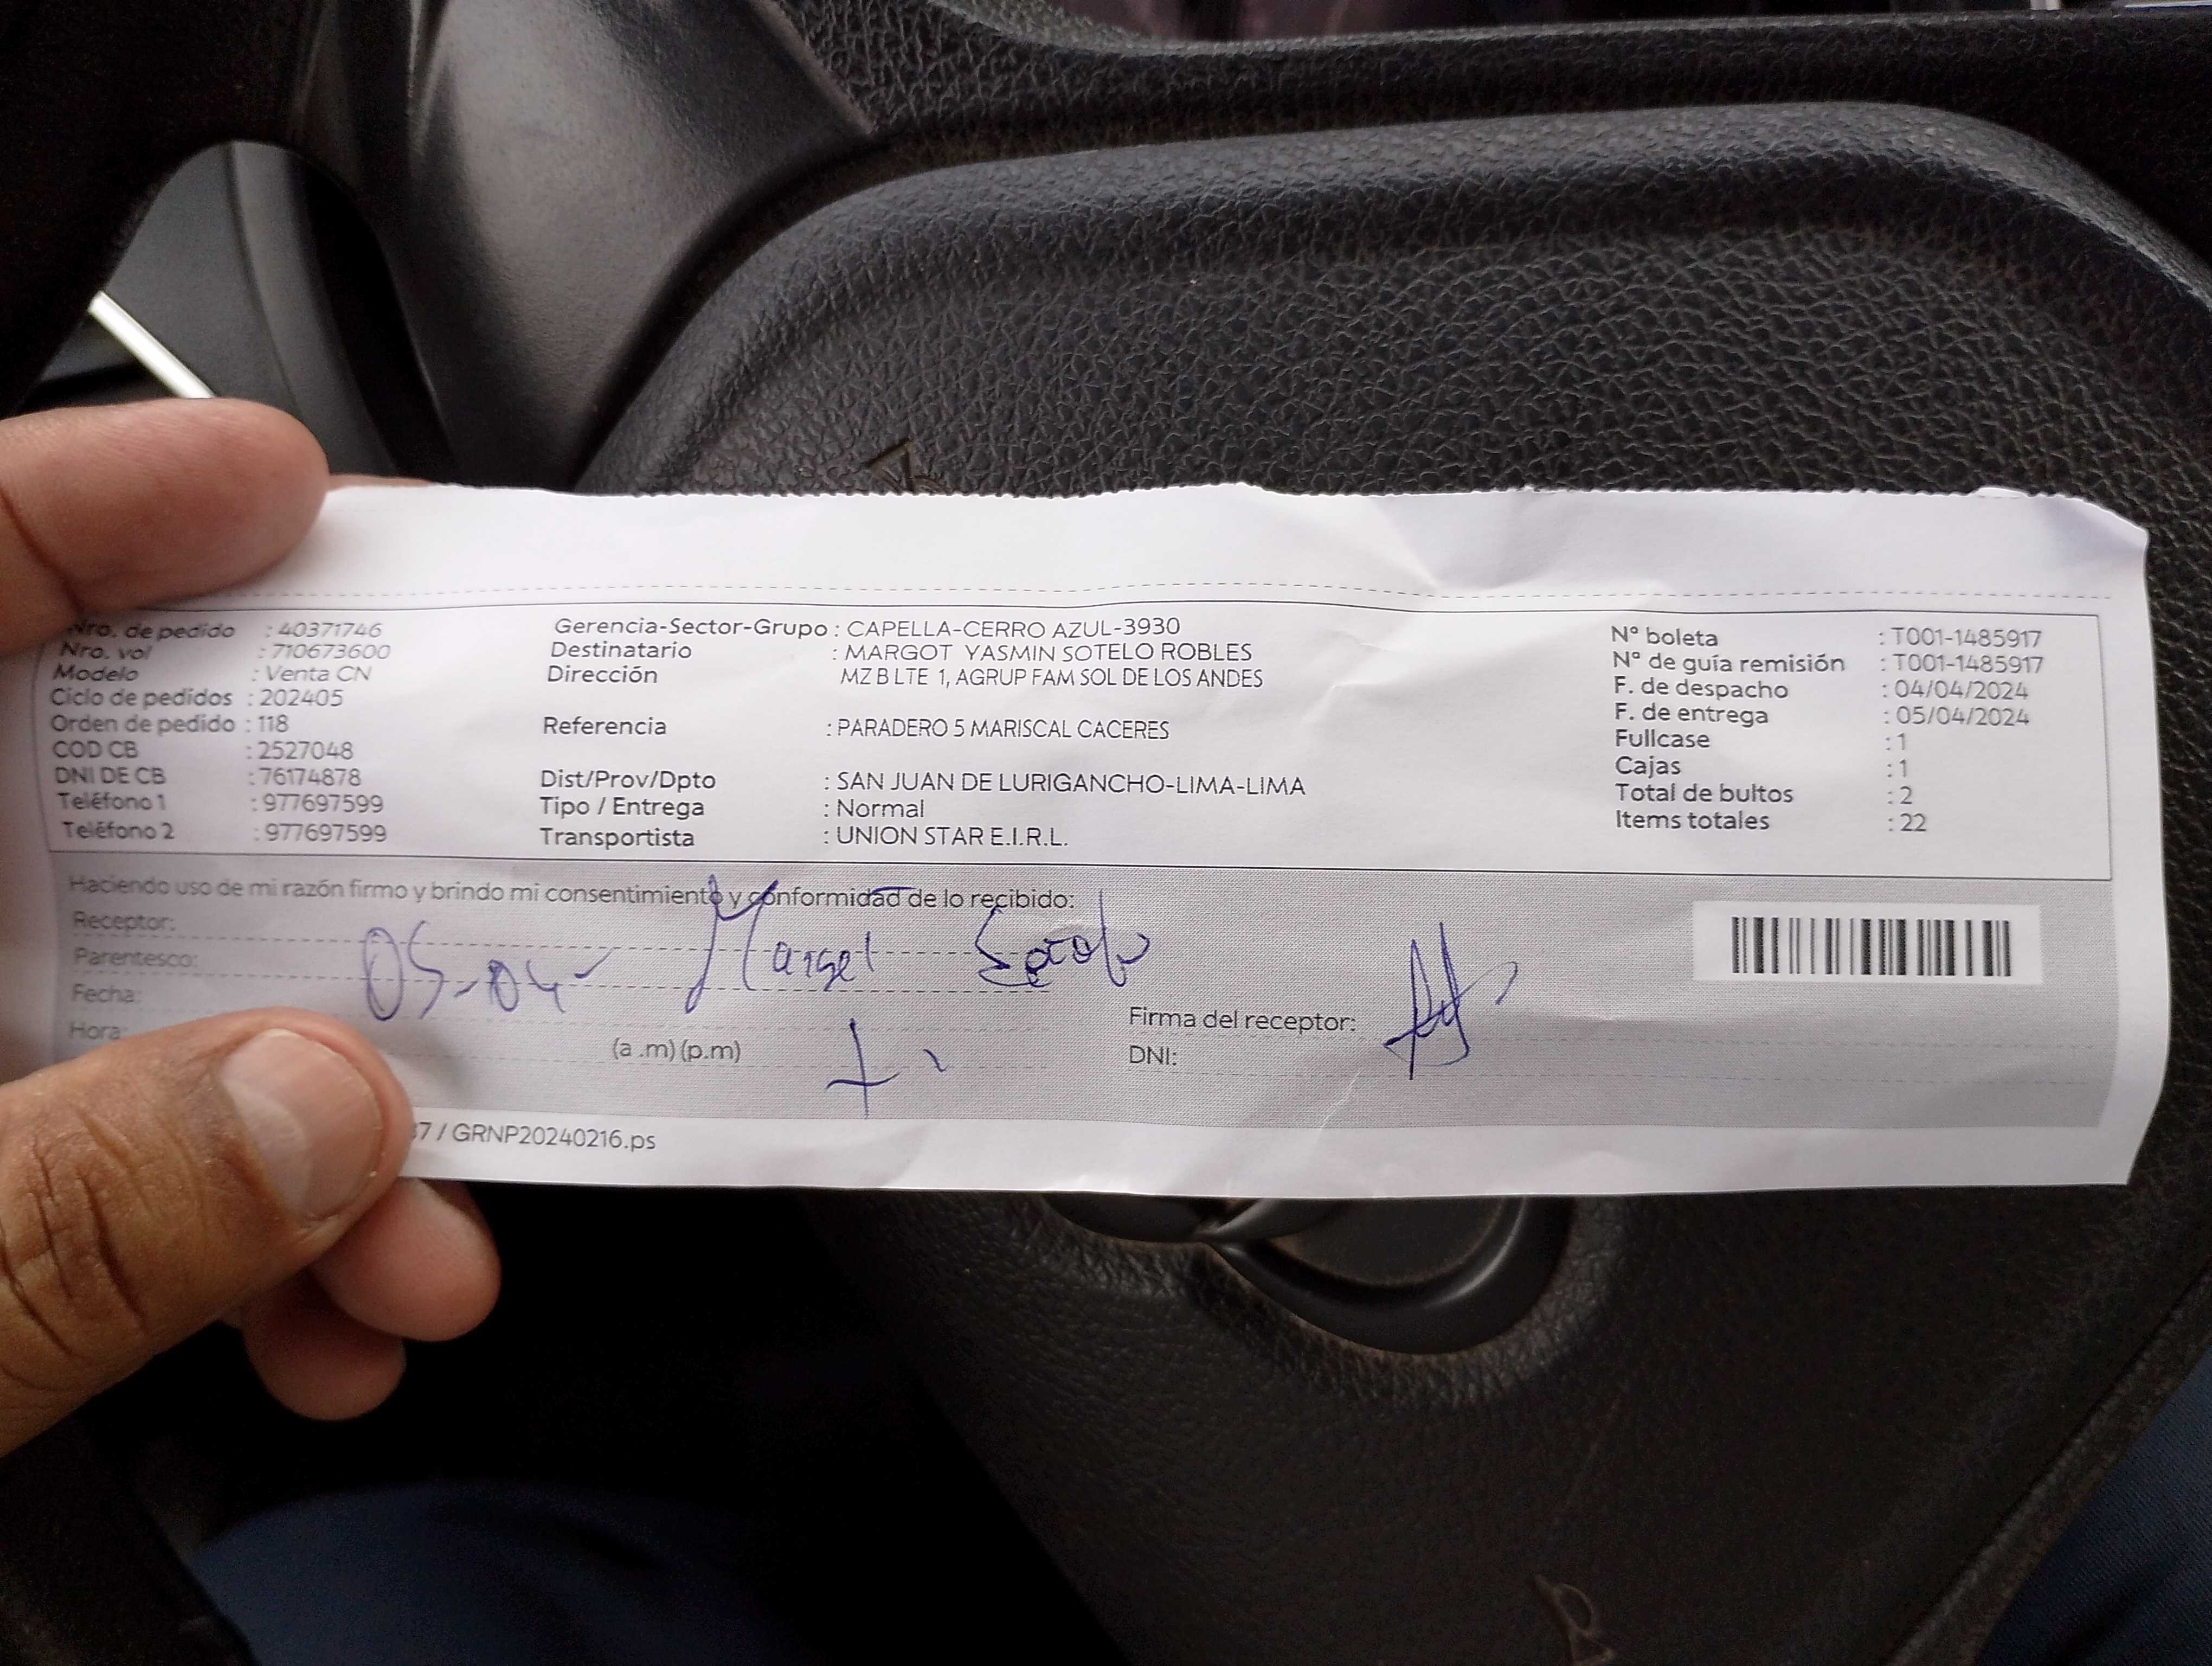 Nro. de pedido : 40371746
Nro. vol : 710673600
Modelo : Venta CN
Ciclo de pedidos : 202405
Orden de pedido : 118
COD CB : 2527048
DNI DE CB : 76174878
Teléfono 1 : 977697599
Teléfono 2 : 977697599
Gerencia-Sector-Grupo : CAPELLA-CERRO AZUL-3930
Destinatario : MARGOT YASMIN SOTELO ROBLES
Dirección MZ B LTE 1, AGRUP FAM SOL DE LOS ANDES
Referencia : PARADERO 5 MARISCAL CACERES
Dist/Prov/Dpto : SAN JUAN DE LURIGANCHO-LIMA-LIMA
Tipo / Entrega : Normal
Transportista : UNION STAR E.I.R.L.
N° boleta : T001-1485917
N° de guía remisión : T001-1485917
F. de despacho : 04/04/2024
F. de entrega : 05/04/2024
Fullcase : 1
Cajas : 1
Total de bultos : 2
Items totales : 22
Haciendo uso de mi razón firmo y brindo mi consentimiento y conformidad de lo recibido:
Receptor:
Parentesco:
Fecha:
Hora:
05-04-
(a .m) (p.m)
Firma del receptor:
DNI:
37 / GRNP20240216.ps